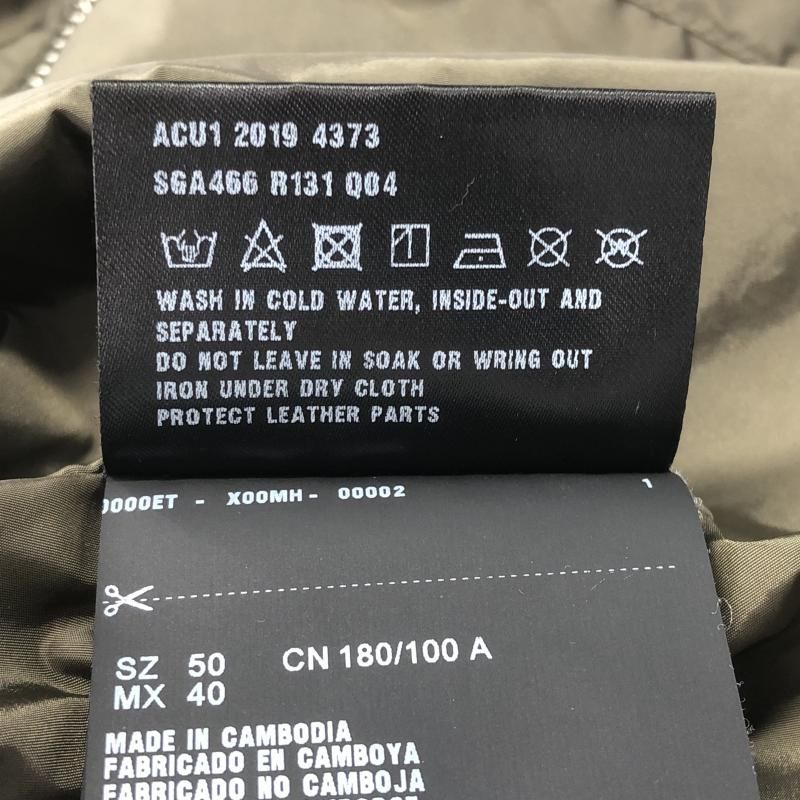 ACU1 2019 4373
SGA466 R131 Q04
WASH IN COLD WATER, INSIDE-OUT AND
SEPARATELY
DO NOT LEAVE IN SOAK OR WRING OUT
IRON UNDER DRY CLOTH
PROTECT LEATHER PARTS
0000ET - X00MH - 00002 1
SZ 50 CN 180/100 A
MX 40
MADE IN CAMBODIA
FABRICADO EN CAMBOYA
FABRICADO NO CAMBOJA